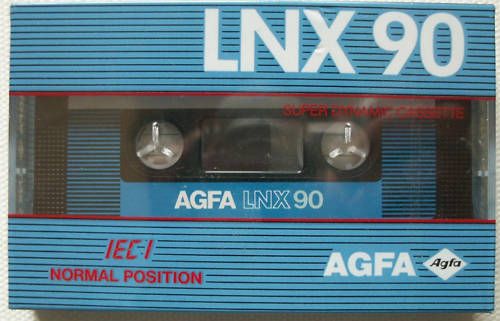 LNX 90
SUPER DYNAMIC CASSETTE
AGFA LNX 90
IEC-I
NORMAL POSITION
AGFA Agfa